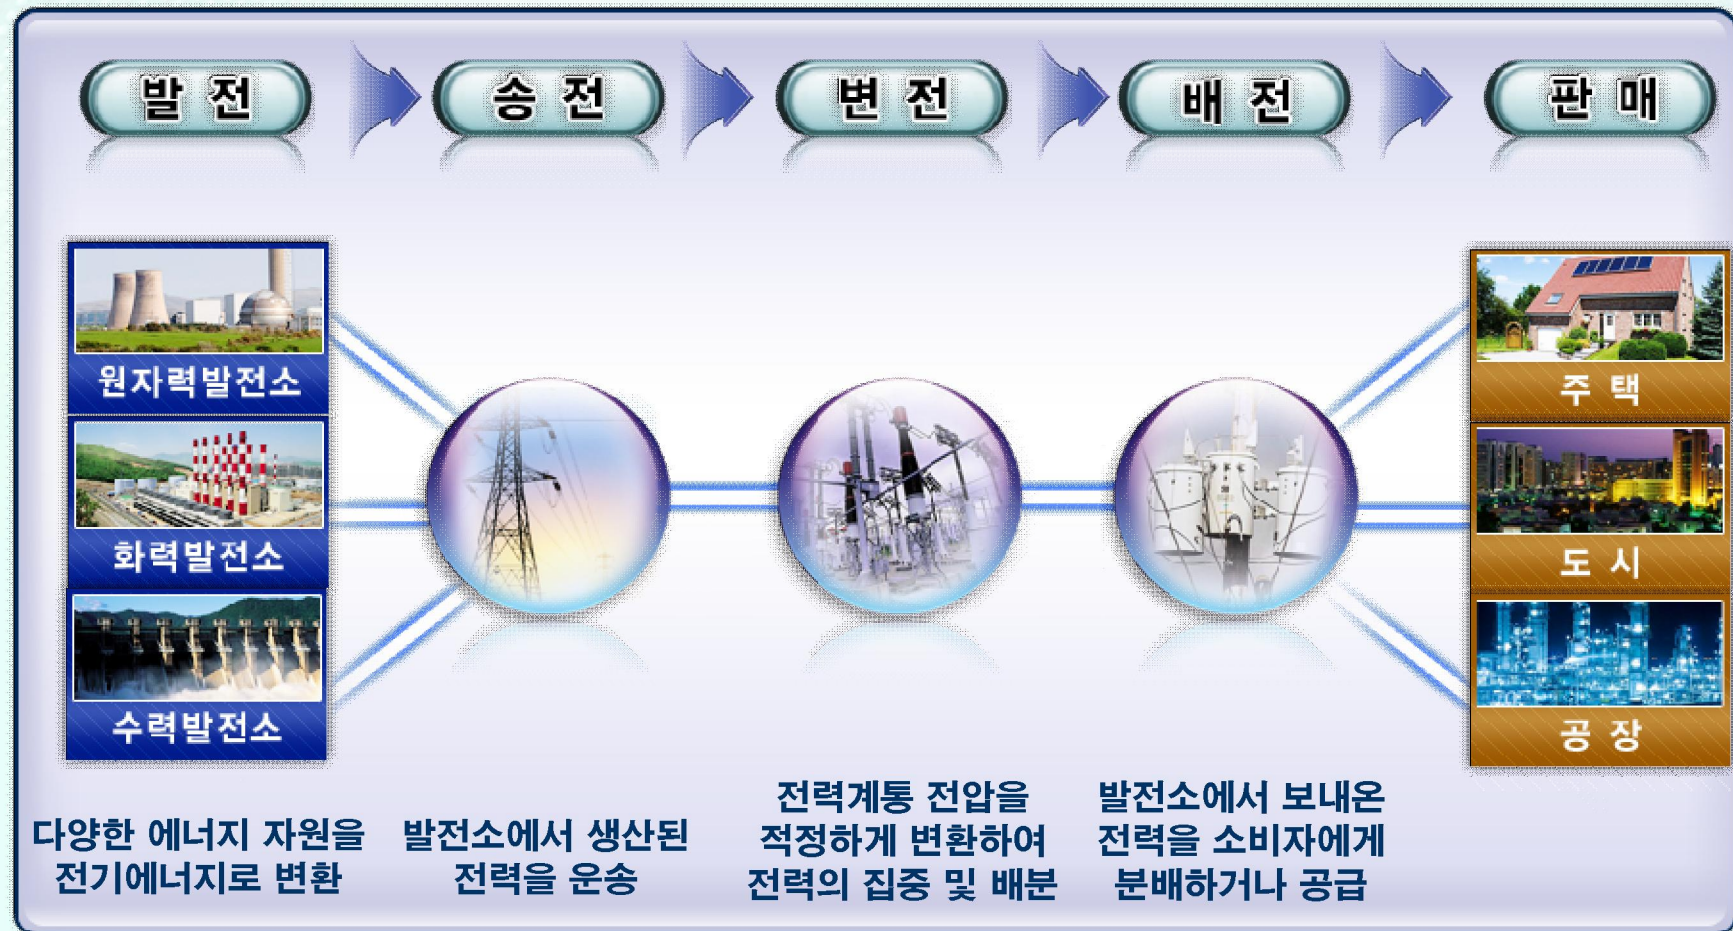 발 전
송 전
변 전
배 전
판 매
원자력발전소
화력발전소
수력발전소
주 택
도 시
공 장
다양한 에너지 자원을
전기에너지로 변환
발전소에서 생산된
전력을 운송
전력계통 전압을
적정하게 변환하여
전력의 집중 및 배분
발전소에서 보내온
전력을 소비자에게
분배하거나 공급